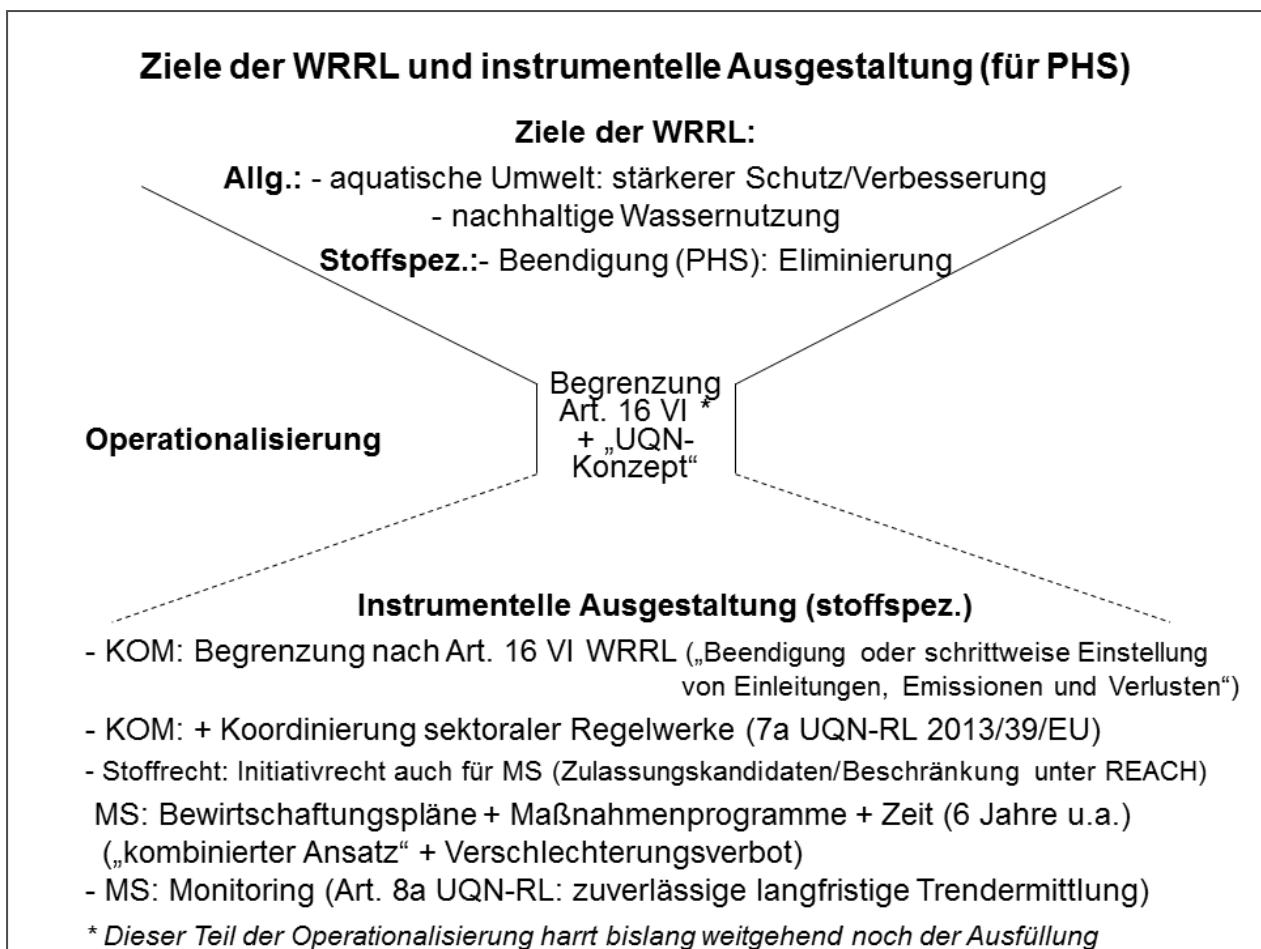 Ziele der WRRL und instrumentelle Ausgestaltung (für PHS)
Ziele der WRRL:
Allg.: - aquatische Umwelt: stärkerer Schutz/Verbesserung
- nachhaltige Wassernutzung
Stoffspez.:- Beendigung (PHS): Eliminierung
Begrenzung
Art. 16 VI *
Operationalisierung
+ „UQN-
Konzept“
Instrumentelle Ausgestaltung (stoffspez.)
- KOM: Begrenzung nach Art. 16 VI WRRL („Beendigung oder schrittweise Einstellung
von Einleitungen, Emissionen und Verlusten“)
- KOM: + Koordinierung sektoraler Regelwerke (7a UQN-RL 2013/39/EU)
- Stoffrecht: Initiativrecht auch für MS (Zulassungskandidaten/Beschränkung unter REACH)
MS: Bewirtschaftungspläne + Maßnahmenprogramme + Zeit (6 Jahre u.a.)
(„kombinierter Ansatz“ + Verschlechterungsverbot)
- MS: Monitoring (Art. 8a UQN-RL: zuverlässige langfristige Trendermittlung)
* Dieser Teil der Operationalisierung harrt bislang weitgehend noch der Ausfüllung